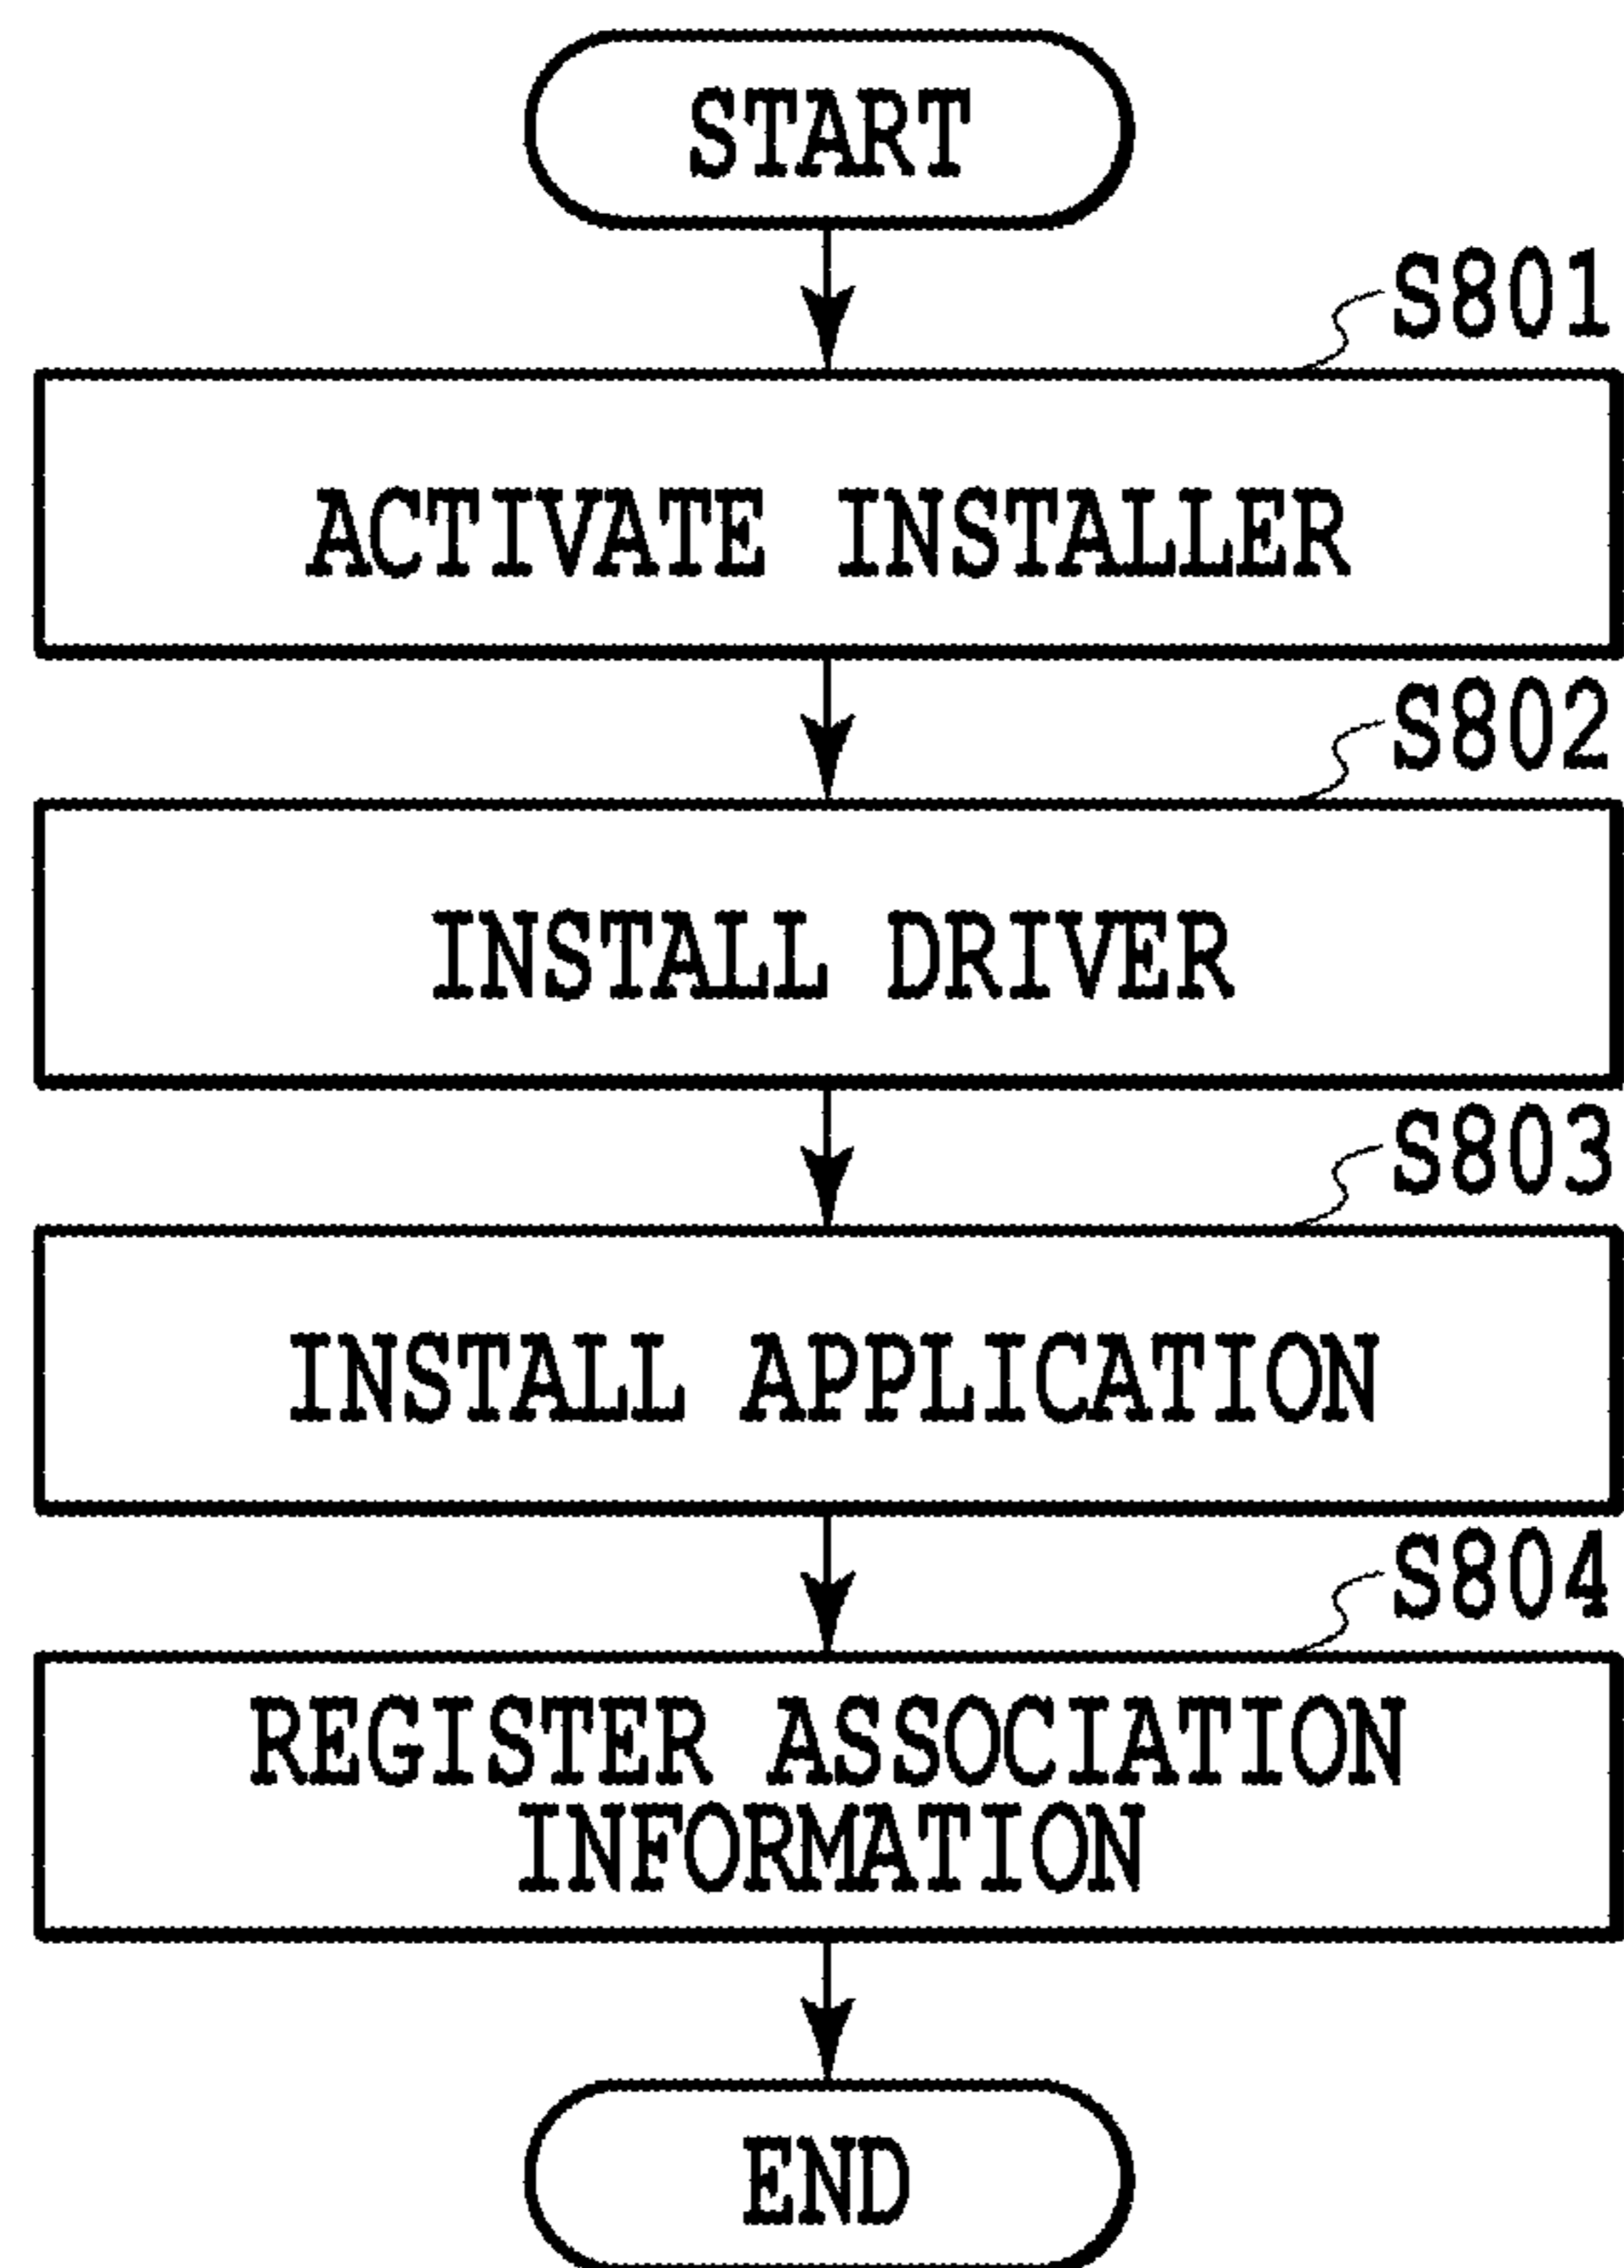 START
S801
ACTIVATE INSTALLER
S802
INSTALL DRIVER
S803
INSTALL APPLICATION
S804
REGISTER ASSOCIATION
INFORMATION
END